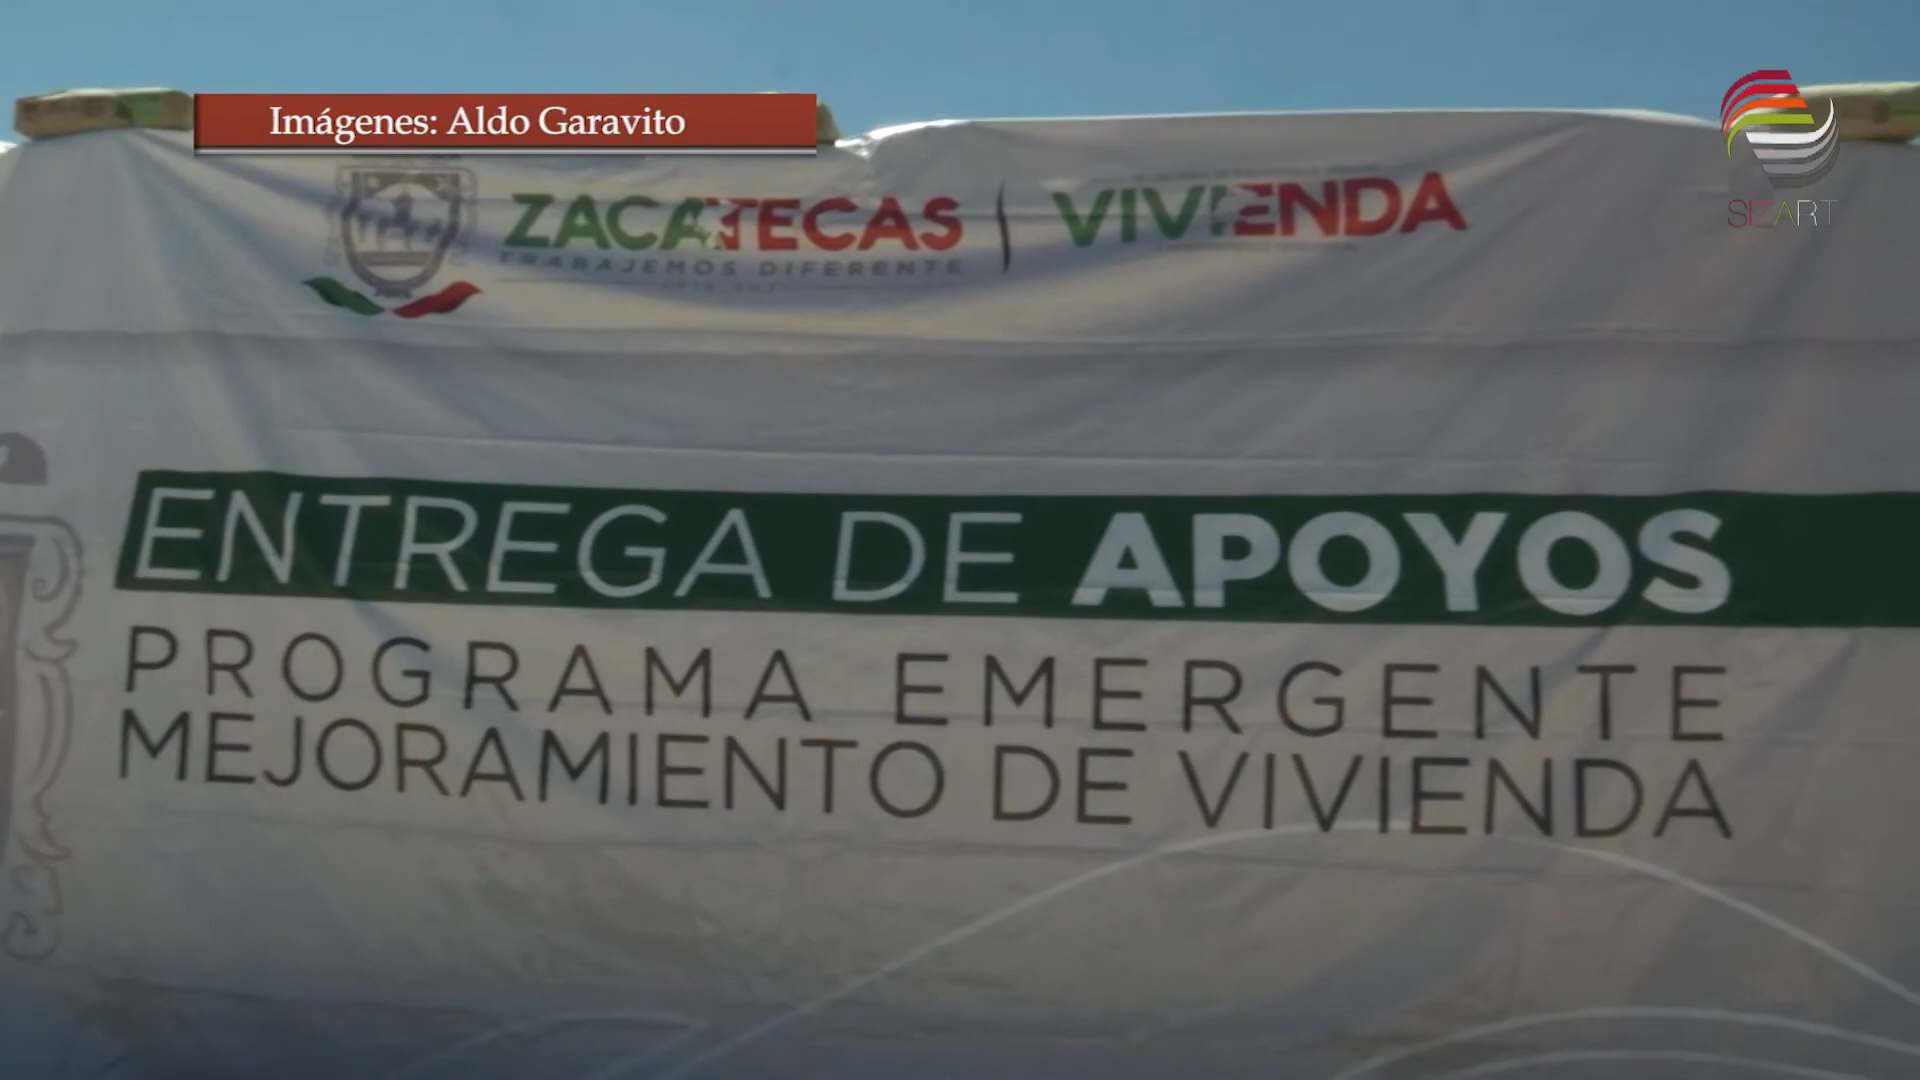 Imágenes: Aldo Garavito
SIZART
ZACATECAS | VIVIENDA
TRABAJEMOS DIFERENTE
ENTREGA DE APOYOS
PROGRAMA EMERGENTE
MEJORAMIENTO DE VIVIENDA